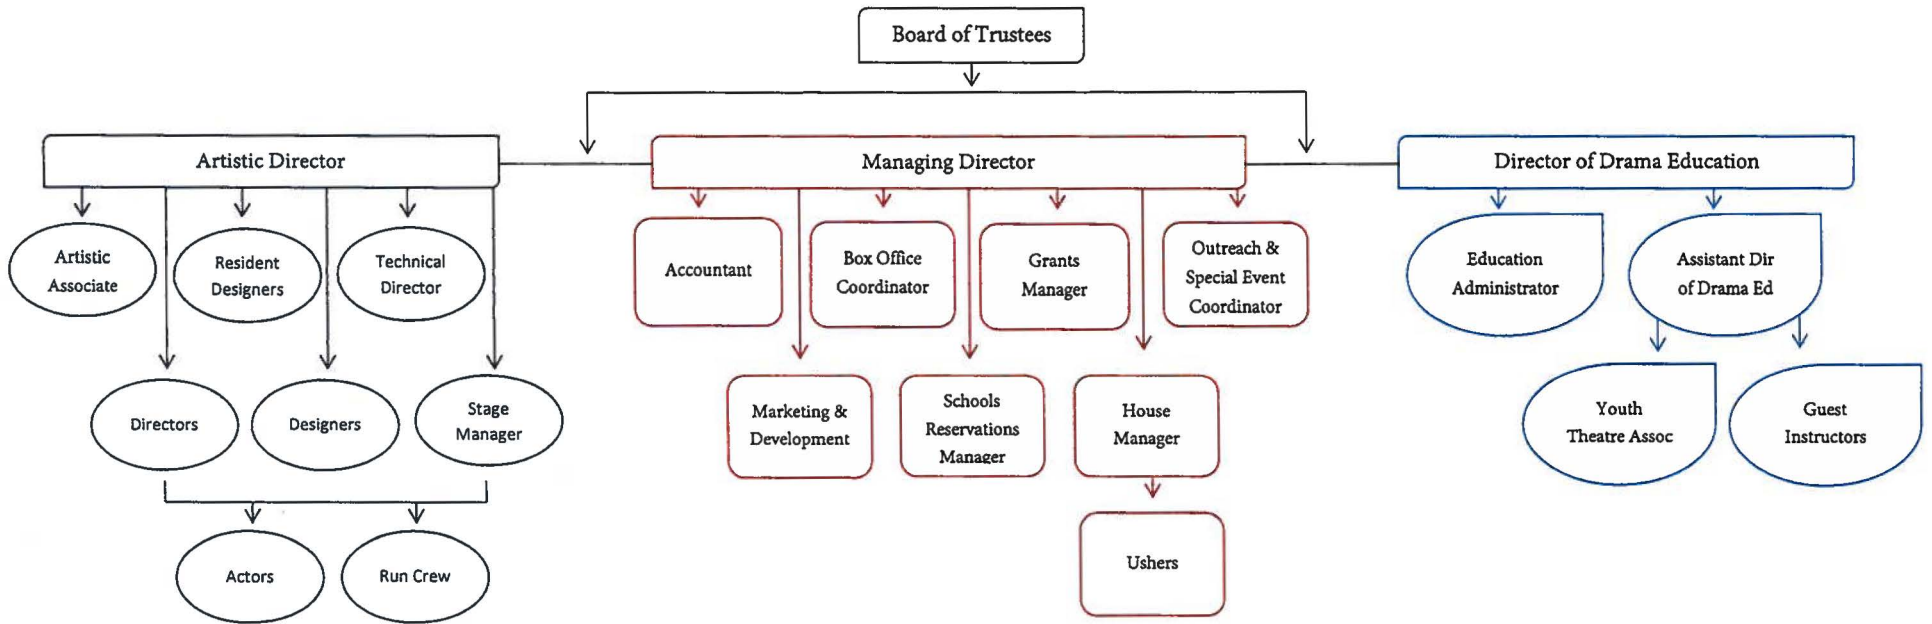 Board of Trustees
Artistic Director
Managing Director
Director of Drama Education
Artistic
Associate
Resident
Designers
Technical
Director
Accountant
Box Office
Coordinator
Grants
Manager
Outreach &
Special Event
Coordinator
Education
Administrator
Assistant Dir
of Drama Ed
Directors
Designers
Stage
Manager
Marketing &
Development
Schools
Reservations
Manager
House
Manager
Youth
Theatre Assoc
Guest
Instructors
Actors
Run Crew
Ushers